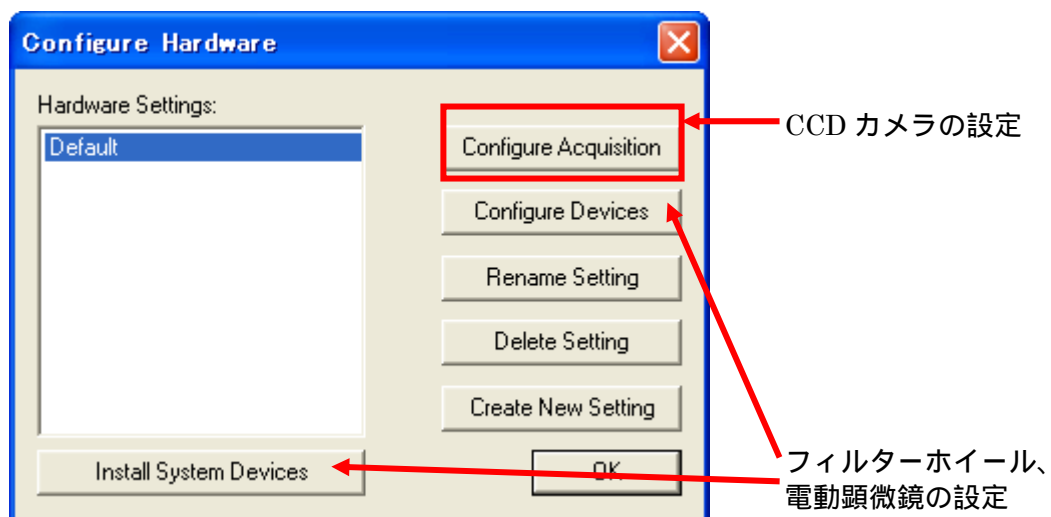 Configure Hardware
Hardware Settings:
Default
Configure Acquisition
CCD カメラの設定
Configure Devices
Rename Setting
Delete Setting
Create New Setting
Install System Devices
OK
フィルターホイール、
電動顕微鏡の設定